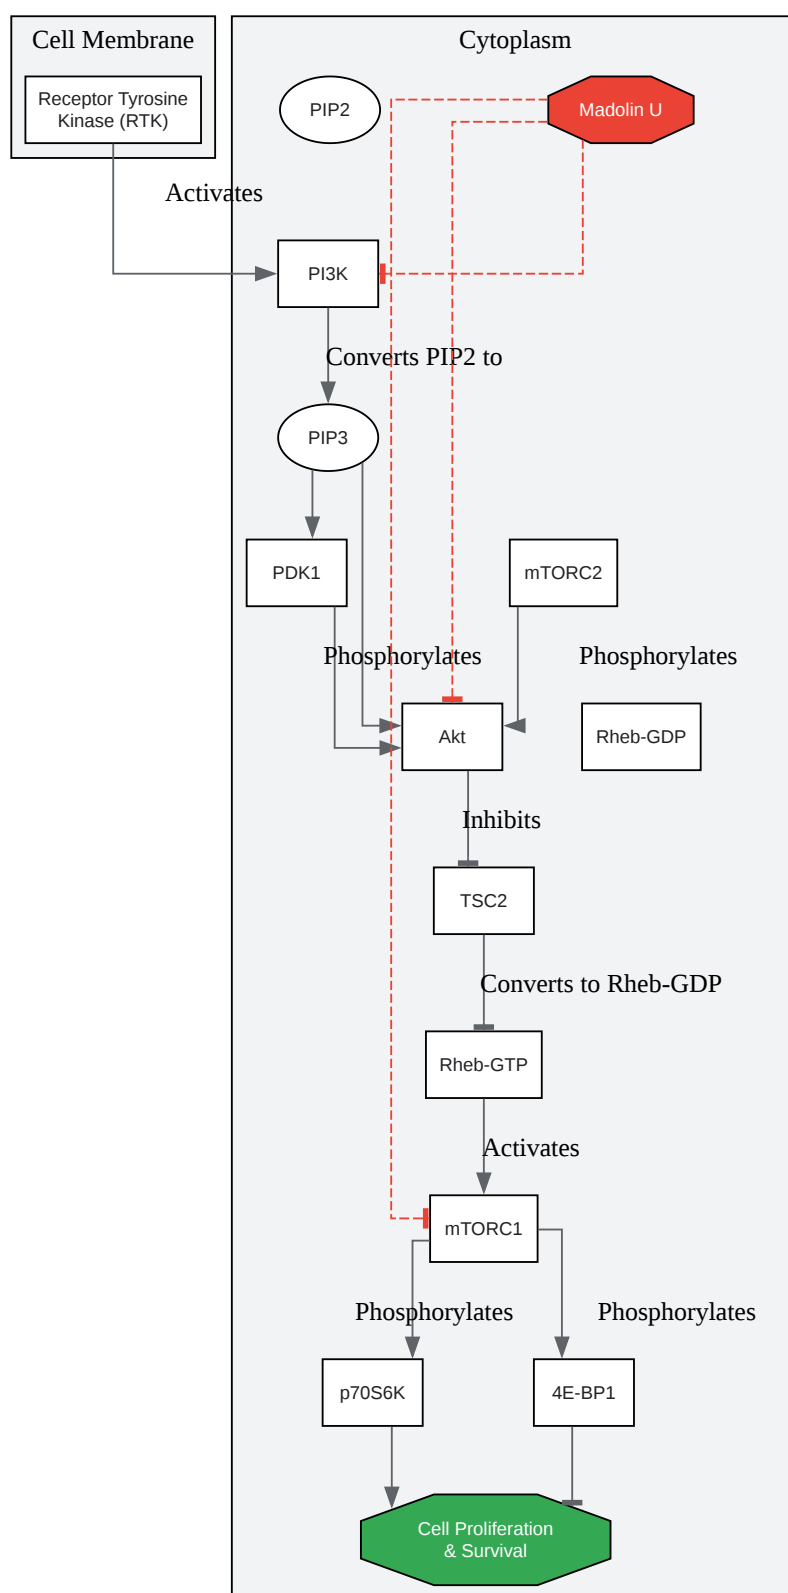 Cell Membrane
Cytoplasm
Receptor Tyrosine
Kinase (RTK)
PIP2
Madolin U
Activates
PI3K
Converts PIP2 to
PIP3
PDK1
mTORC2
Phosphorylates
Phosphorylates
Akt
Rheb-GDP
Inhibits
TSC2
Converts to Rheb-GDP
Rheb-GTP
Activates
mTORC1
Phosphorylates
Phosphorylates
p70S6K
4E-BP1
Cell Proliferation
& Survival